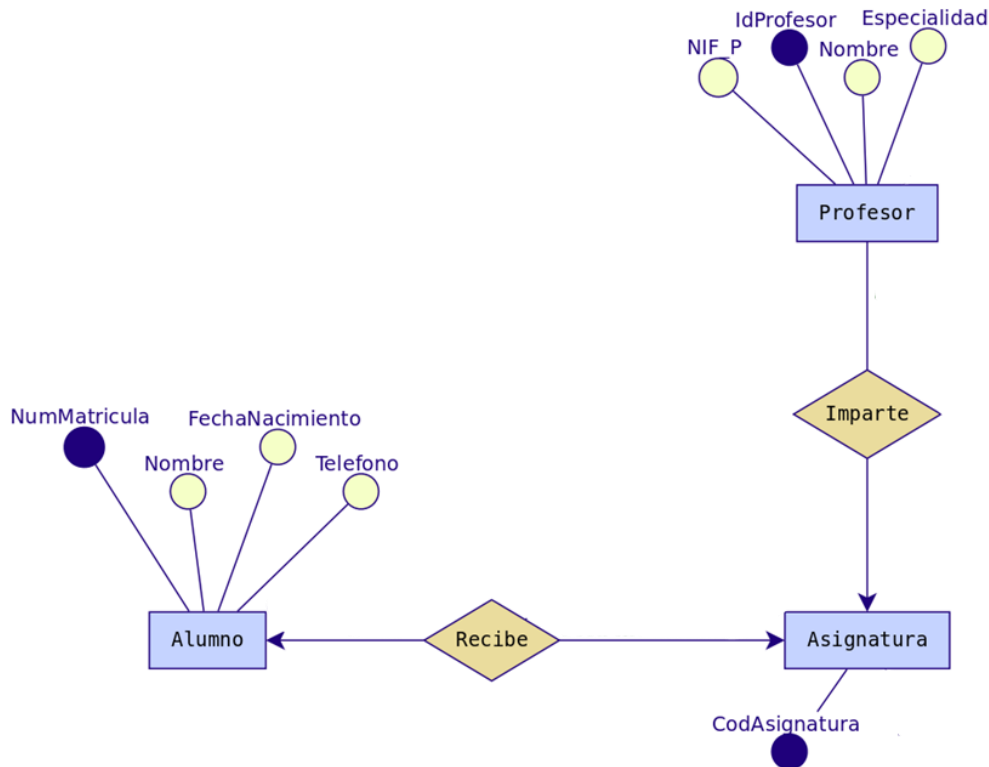 Especialidad
IdProfesor
NIF_P
Nombre
Profesor
Imparte
NumMatricula
FechaNacimiento
Nombre
Telefono
Alumno
Recibe
Asignatura
CodAsignatura